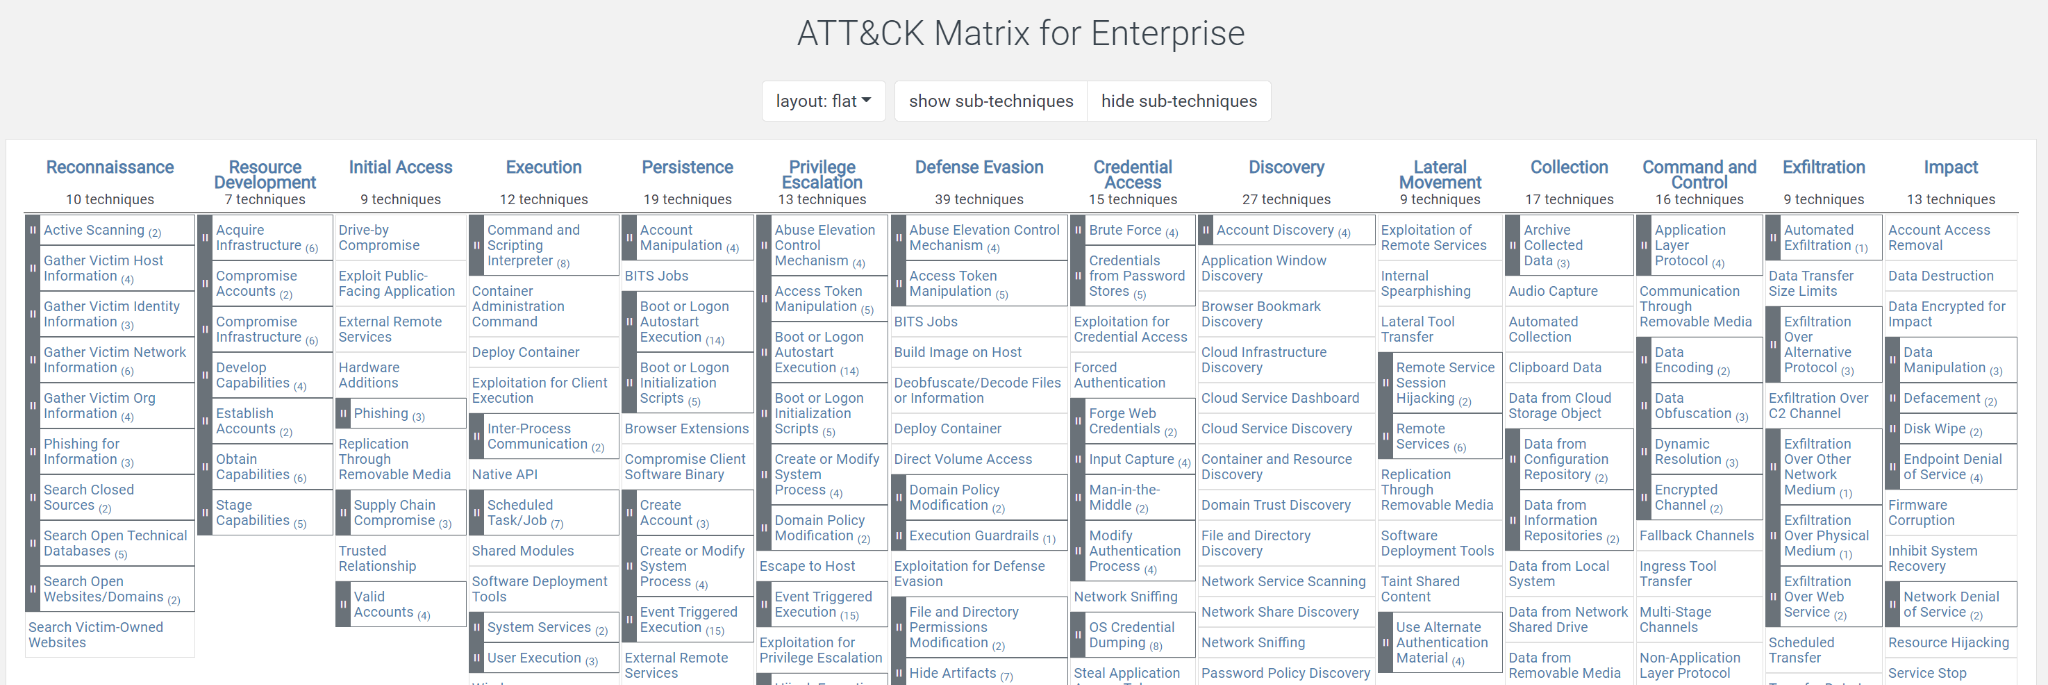 ATT&CK Matrix for Enterprise
layout: flat
show sub-techniques
hide sub-techniques
Reconnaissance
10 techniques
Active Scanning (2)
Gather Victim Host
Information (4)
Gather Victim Identity
Information (3)
Gather Victim Network
Information (6)
Gather Victim Org
Information (4)
Phishing for
Information (3)
Search Closed
Sources (2)
Search Open Technical
Databases (5)
Search Open
Websites/Domains (2)
Search Victim-Owned
Websites
Resource
Development
7 techniques
Acquire
Infrastructure (6)
Compromise
Accounts (2)
Compromise
Infrastructure (6)
Develop
Capabilities (4)
Establish
Accounts (2)
Obtain
Capabilities (6)
Stage
Capabilities (5)
Initial Access
9 techniques
Drive-by
Compromise
Exploit Public-
Facing Application
External Remote
Services
Hardware
Additions
Phishing (3)
Replication
Through
Removable Media
Supply Chain
Compromise (3)
Trusted
Relationship
Valid
Accounts (4)
Execution
12 techniques
Command and
Scripting
Interpreter (8)
Container
Administration
Command
Deploy Container
Exploitation for Client
Execution
Inter-Process
Communication (2)
Native API
Scheduled
Task/Job (7)
Shared Modules
Software Deployment
Tools
System Services (2)
User Execution (3)
Persistence
19 techniques
Account
Manipulation (4)
BITS Jobs
Boot or Logon
Autostart
Execution (14)
Boot or Logon
Initialization
Scripts (5)
Browser Extensions
Compromise Client
Software Binary
Create
Account (3)
Create or Modify
System
Process (4)
Event Triggered
Execution (15)
External Remote
Services
Privilege
Escalation
13 techniques
Abuse Elevation
Control
Mechanism (4)
Access Token
Manipulation (5)
Boot or Logon
Autostart
Execution (14)
Boot or Logon
Initialization
Scripts (5)
Create or Modify
System
Process (4)
Domain Policy
Modification (2)
Escape to Host
Event Triggered
Execution (15)
Exploitation for
Privilege Escalation
Defense Evasion
39 techniques
Abuse Elevation Control
Mechanism (4)
Access Token
Manipulation (5)
BITS Jobs
Build Image on Host
Deobfuscate/Decode Files
or Information
Deploy Container
Direct Volume Access
Domain Policy
Modification (2)
Execution Guardrails (1)
Exploitation for Defense
Evasion
File and Directory
Permissions
Modification (2)
Hide Artifacts (7)
Credential
Access
15 techniques
Brute Force (4)
Credentials
from Password
Stores (5)
Exploitation for
Credential Access
Forced
Authentication
Forge Web
Credentials (2)
Input Capture (4)
Man-in-the-
Middle (2)
Modify
Authentication
Process (4)
Network Sniffing
OS Credential
Dumping (8)
Steal Application
Discovery
27 techniques
Account Discovery (4)
Application Window
Discovery
Browser Bookmark
Discovery
Cloud Infrastructure
Discovery
Cloud Service Dashboard
Cloud Service Discovery
Container and Resource
Discovery
Domain Trust Discovery
File and Directory
Discovery
Network Service Scanning
Network Share Discovery
Network Sniffing
Password Policy Discovery
Lateral
Movement
9 techniques
Exploitation of
Remote Services
Internal
Spearphishing
Lateral Tool
Transfer
Remote Service
Session
Hijacking (2)
Remote
Services (6)
Replication
Through
Removable Media
Software
Deployment Tools
Taint Shared
Content
Use Alternate
Authentication
Material (4)
Collection
17 techniques
Archive
Collected
Data (3)
Audio Capture
Automated
Collection
Clipboard Data
Data from Cloud
Storage Object
Data from
Configuration
Repository (2)
Data from
Information
Repositories (2)
Data from Local
System
Data from Network
Shared Drive
Data from
Removable Media
Command and
Control
16 techniques
Application
Layer
Protocol (4)
Communication
Through
Removable Media
Data
Encoding (2)
Data
Obfuscation (3)
Dynamic
Resolution (3)
Encrypted
Channel (2)
Fallback Channels
Ingress Tool
Transfer
Multi-Stage
Channels
Non-Application
Layer Protocol
Exfiltration
9 techniques
Automated
Exfiltration (1)
Data Transfer
Size Limits
Exfiltration
Over
Alternative
Protocol (3)
Exfiltration Over
C2 Channel
Exfiltration
Over Other
Network
Medium (1)
Exfiltration
Over Physical
Medium (1)
Exfiltration
Over Web
Service (2)
Scheduled
Transfer
Impact
13 techniques
Account Access
Removal
Data Destruction
Data Encrypted for
Impact
Data
Manipulation (3)
Defacement (2)
Disk Wipe (2)
Endpoint Denial
of Service (4)
Firmware
Corruption
Inhibit System
Recovery
Network Denial
of Service (2)
Resource Hijacking
Service Stop